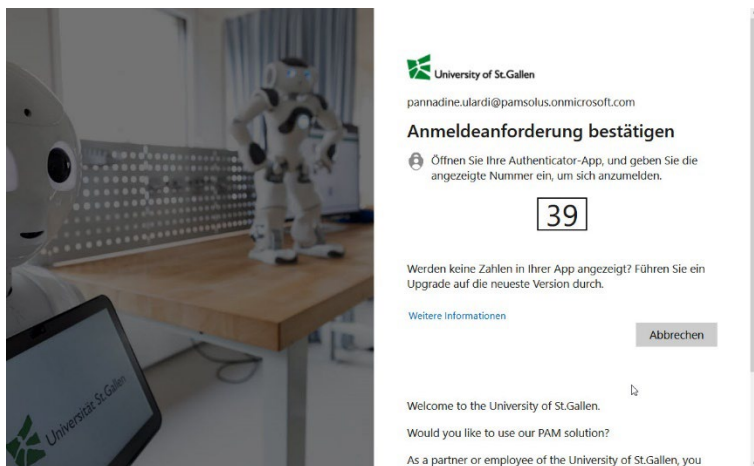 University of St.Gallen
pannadine.ulardi@pamsolus.onmicrosoft.com
Anmeldeanforderung bestätigen
Öffnen Sie Ihre Authenticator-App, und geben Sie die
angezeigte Nummer ein, um sich anzumelden.
39
Werden keine Zahlen in Ihrer App angezeigt? Führen Sie ein
Upgrade auf die neueste Version durch.
Weitere Informationen
Abbrechen
Welcome to the University of St.Gallen.
Would you like to use our PAM solution?
As a partner or employee of the University of St.Gallen, you
Universität St.Gallen